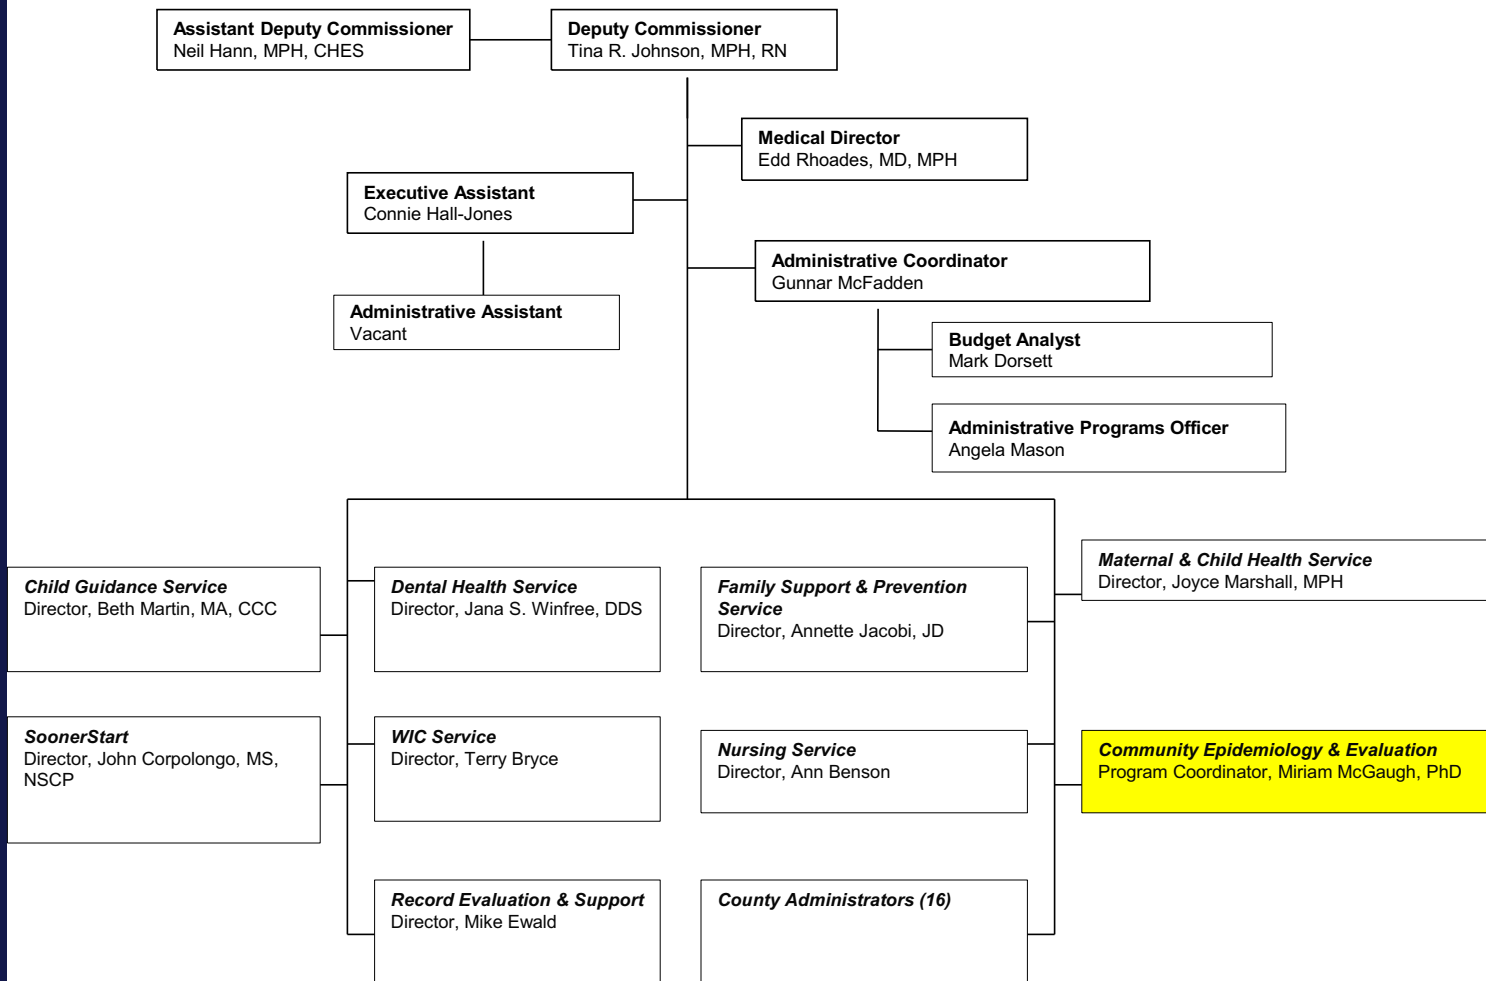 Assistant Deputy Commissioner
Neil Hann, MPH, CHES
Deputy Commissioner
Tina R. Johnson, MPH, RN
Medical Director
Edd Rhoades, MD, MPH
Executive Assistant
Connie Hall-Jones
Administrative Coordinator
Gunnar McFadden
Administrative Assistant
Vacant
Budget Analyst
Mark Dorsett
Administrative Programs Officer
Angela Mason
Child Guidance Service
Director, Beth Martin, MA, CCC
Dental Health Service
Director, Jana S. Winfree, DDS
Family Support & Prevention
Service
Director, Annette Jacobi, JD
Maternal & Child Health Service
Director, Joyce Marshall, MPH
SoonerStart
Director, John Corpolongo, MS,
NSCP
WIC Service
Director, Terry Bryce
Nursing Service
Director, Ann Benson
Community Epidemiology & Evaluation
Program Coordinator, Miriam McGaugh, PhD
Record Evaluation & Support
Director, Mike Ewald
County Administrators (16)